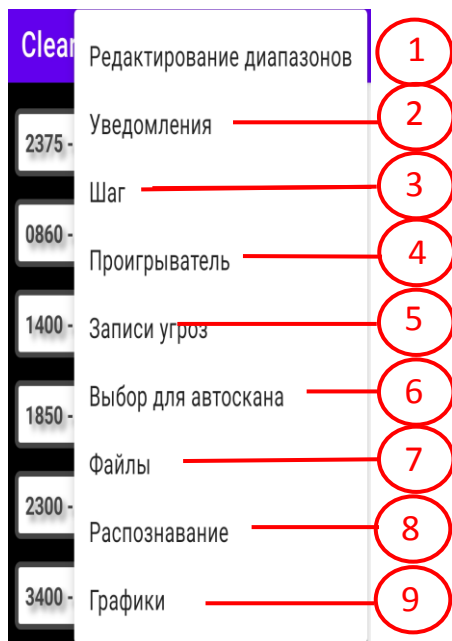 Clear
Редактирование диапазонов
1
Уведомления
2
2375 -
Шаг
3
0860 -
Проигрыватель
4
1400 -
Записи угроз
5
Выбор для автоскана
6
1850 -
Файлы
7
2300 -
Распознавание
8
3400 -
Графики
9